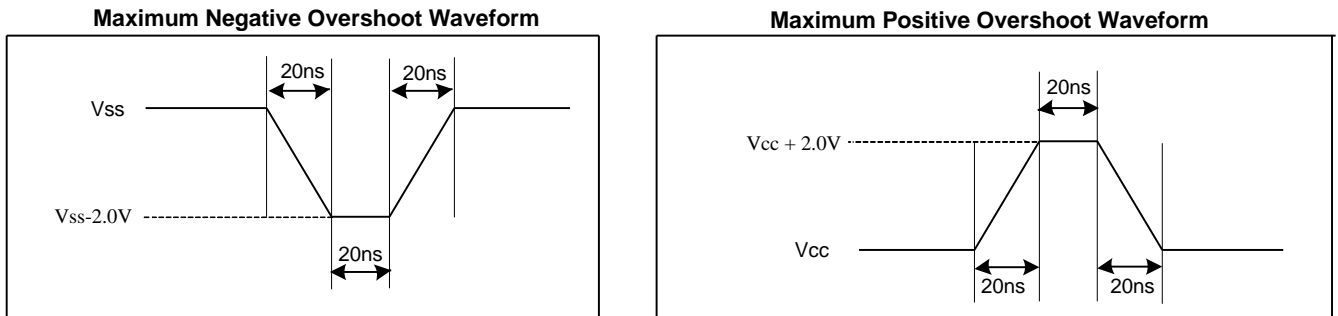 Maximum Negative Overshoot Waveform
20ns
20ns
Vss
Vss-2.0V
20ns
Maximum Positive Overshoot Waveform
20ns
Vcc + 2.0V
Vcc
20ns
20ns